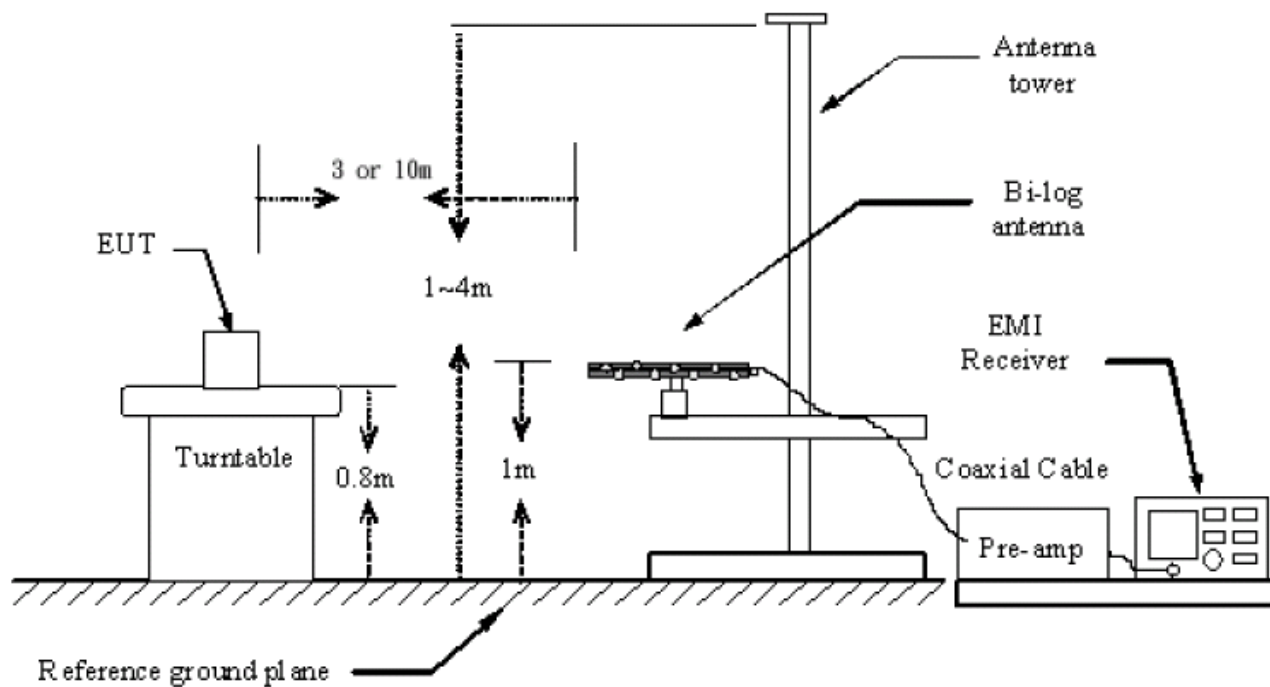 Antenna
tower
3 or 10m
Bi-log
antenna
EUT
1~4m
EMI
Receiver
Turntable
0.8m
1m
Coaxial Cable
Pre-amp
Reference ground plane